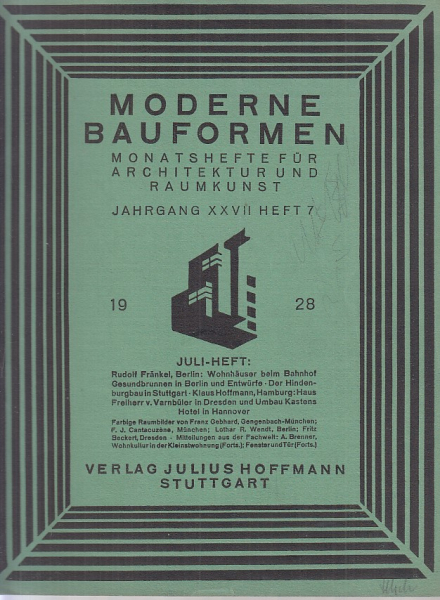 MODERNE
BAUFORMEN
MONATSHEFTE FÜR
ARCHITEKTUR UND
RAUMKUNST
JAHRGANG XXVII HEFT 7
19 28
JULI-HEFT:
Rudolf Fränkel, Berlin: Wohnhäuser beim Bahnhof
Gesundbrunnen in Berlin und Entwürfe · Der Hinden-
burgbau in Stuttgart · Klaus Hoffmann, Hamburg: Haus
Freiherr v. Varnbüler in Dresden und Umbau Kastens
Hotel in Hannover
Farbige Raumbilder von Franz Gebhard, Gengenbach-München;
F. J. Cantacuzène, München; Lothar R. Wendt, Berlin; Fritz
Beckert, Dresden - Mitteilungen aus der Fachwelt: A. Brenner,
Wohnkultur in der Kleinstwohnung (Forts.); Fenster und Tür (Forts.)
VERLAG JULIUS HOFFMANN
STUTTGART